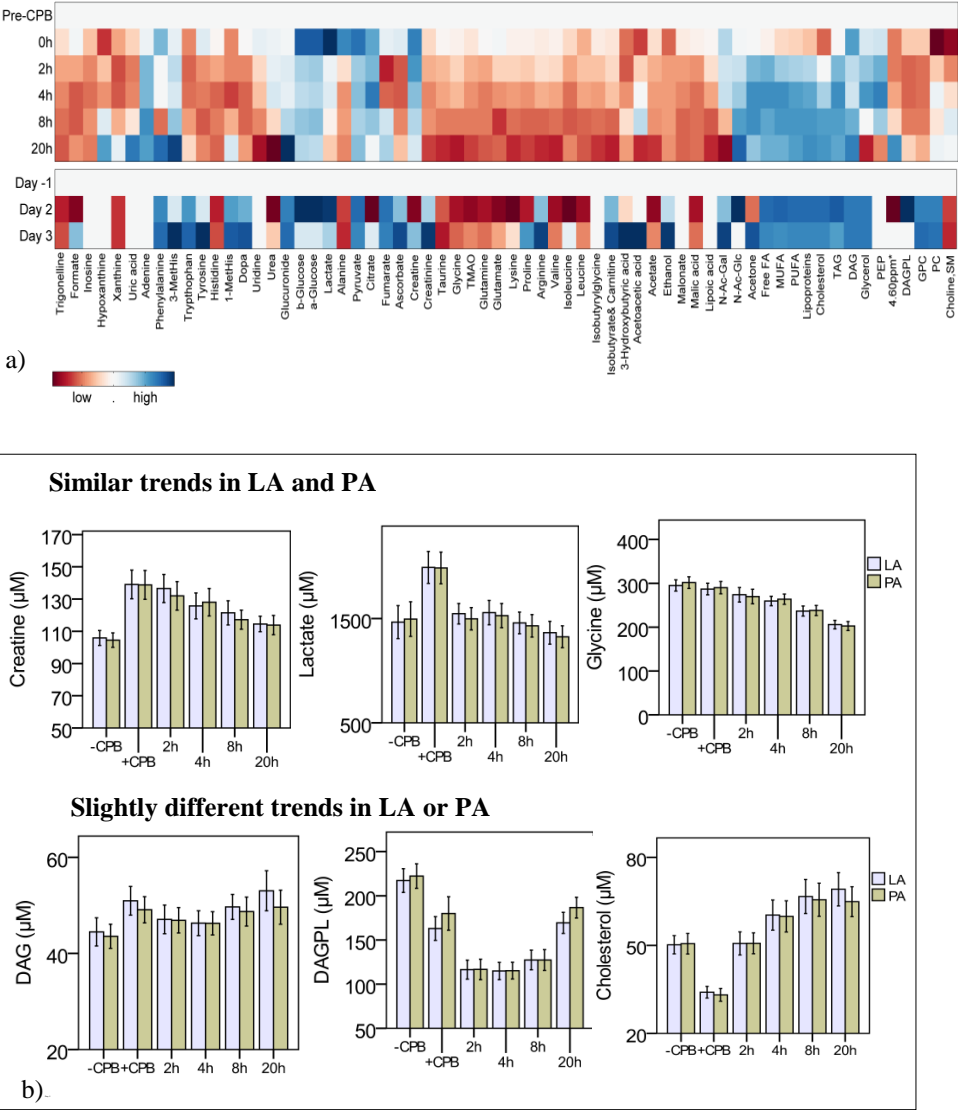 Pre-CPB
0h
2h
4h
8h
20h
Day -1
Day 2
Day 3
Trigonelline
Formate
Inosine
Hypoxanthine
Xanthine
Uric acid
Adenine
Phenylalanine
3-MetHis
Trypthophan
Tyrosine
Histidine
1-MetHis
Dopa
Uridine
Urea
Glucuronide
b-Glucose
a-Glucose
Lactate
Alanine
Pyruvate
Citrate
Fumarate
Ascorbate
Creatine
Creatinine
Taurine
Glycine
TMAO
Glutamine
Glutamate
Lysine
Proline
Arginine
Valine
Isoleucine
Leucine
Isobutyrylglycine
Isobutyrate& Carnitine
3-Hydroxybutyric acid
Acetoacetic acid
Acetate
Ethanol
Malonate
Malic acid
Lipoic acid
N-Ac-Gal
N-Ac-Glc
Acetone
Free FA
MUFA
PUFA
Lipoproteins
Cholesterol
TAG
DAG
Glycerol
PEP
4.60ppm*
DAGPL
GPC
PC
Choline.SM
a)
low . high
Similar trends in LA and PA
Creatine (µM)
170
150
130
110
90
70
50
-CPB
+CPB
2h
4h
8h
20h
Lactate (µM)
1500
500
-CPB
+CPB
2h
4h
8h
20h
Glycine (µM)
400
300
200
100
0
-CPB
+CPB
2h
4h
8h
20h
LA
PA
Slightly different trends in LA or PA
DAG (µM)
60
40
20
-CPB
+CPB
2h
4h
8h
20h
DAGPL (µM)
250
200
150
100
50
-CPB
+CPB
2h
4h
8h
20h
Cholesterol (µM)
80
50
20
-CPB
+CPB
2h
4h
8h
20h
LA
PA
b)